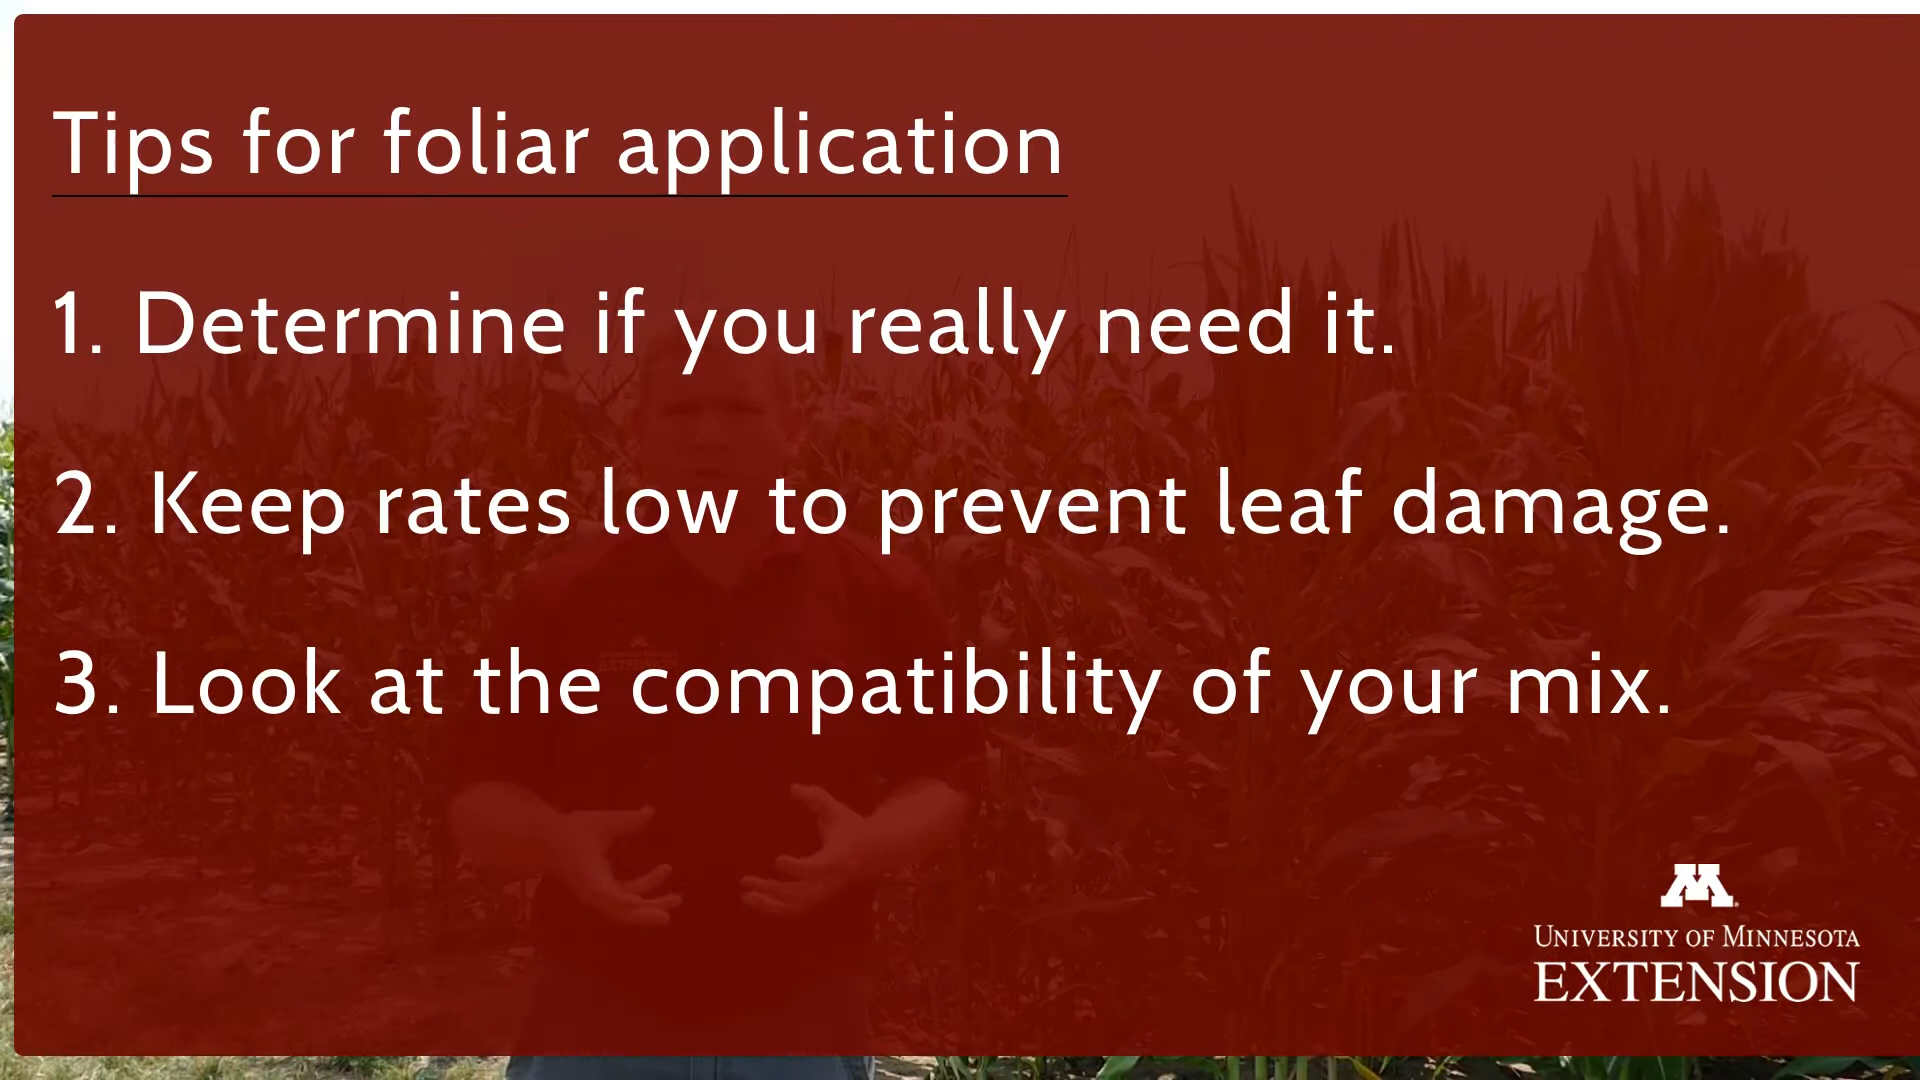 Tips for foliar application
1. Determine if you really need it.
2. Keep rates low to prevent leaf damage.
3. Look at the compatibility of your mix.
M
UNIVERSITY OF MINNESOTA
EXTENSION